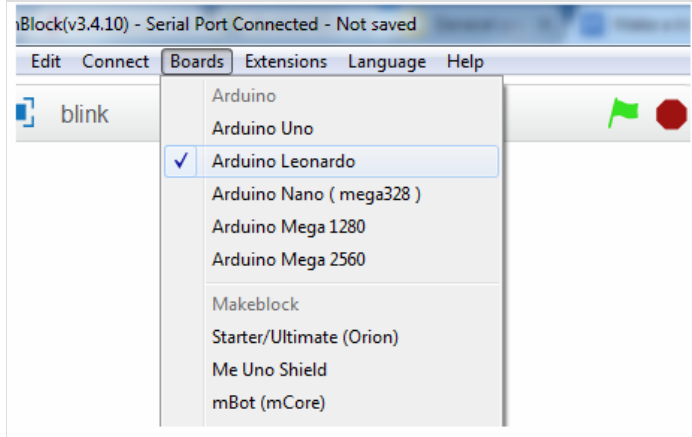 nBlock(v3.4.10) - Serial Port Connected - Not saved
Edit Connect Boards Extensions Language Help
blink
Arduino
Arduino Uno
✓ Arduino Leonardo
Arduino Nano ( mega328 )
Arduino Mega 1280
Arduino Mega 2560
Makeblock
Starter/Ultimate (Orion)
Me Uno Shield
mBot (mCore)